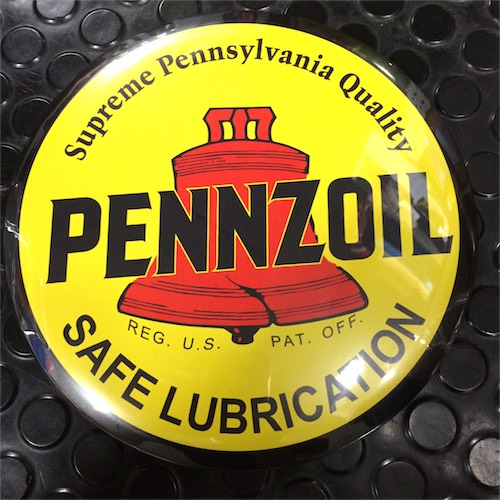 Supreme Pennsylvania Quality
PENNZOIL
REG. U.S. PAT. OFF.
SAFE LUBRICATION